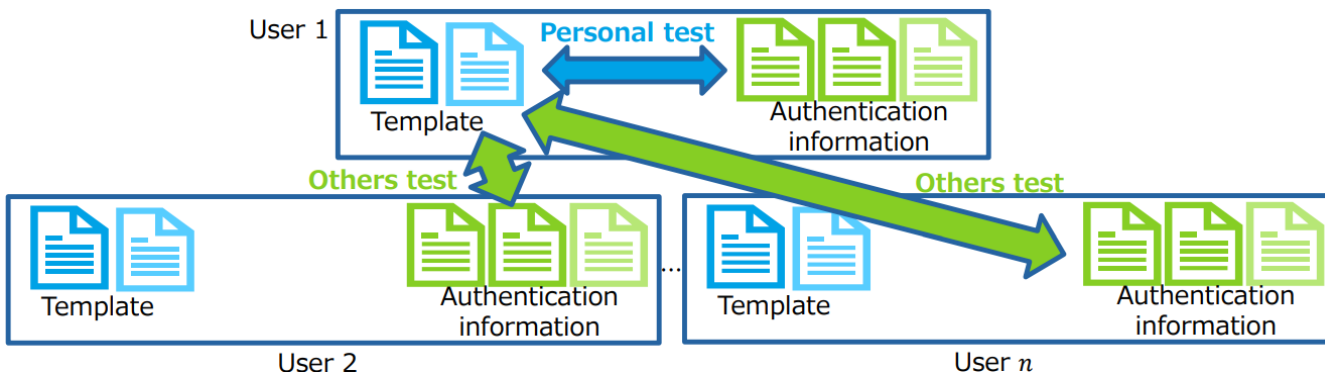 User 1
Personal test
Template
Authentication
information
Others test
Others test
Template
Authentication
information
...
Template
Authentication
information
User 2
User n